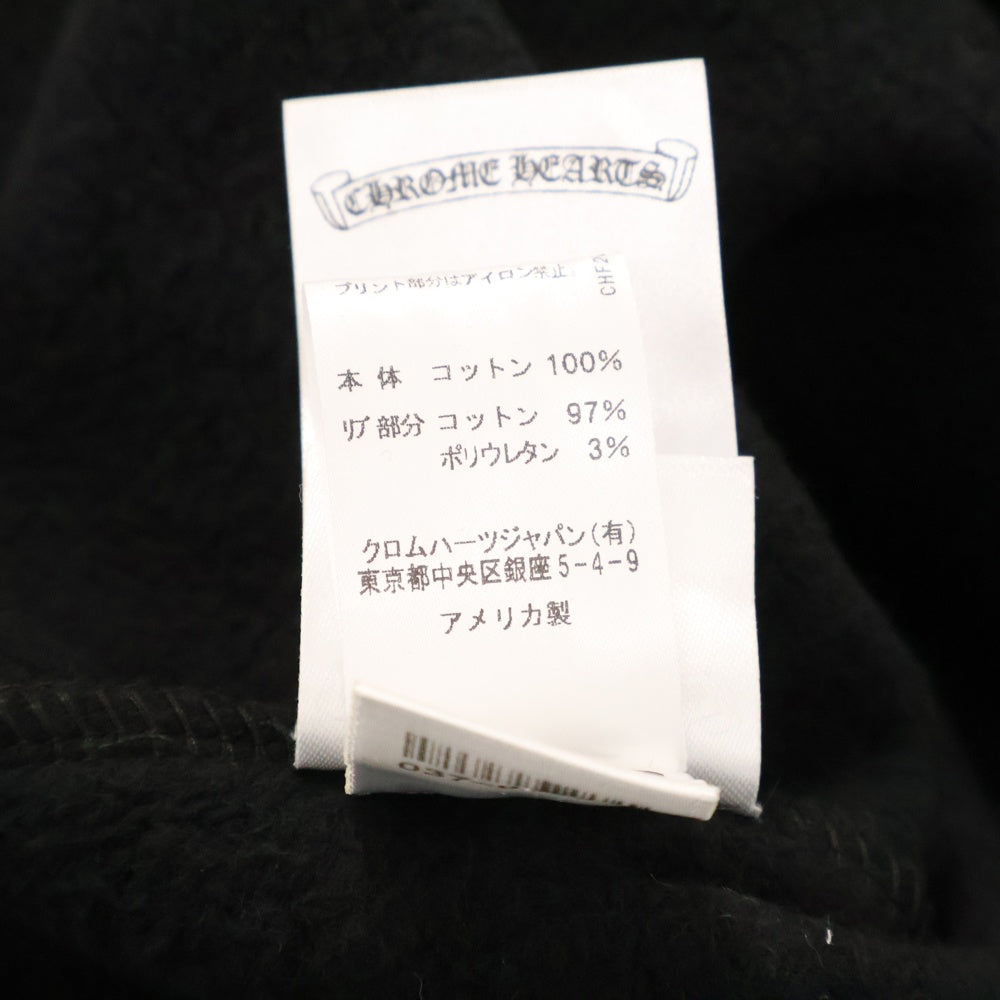 CHROME HEARTS
プリント部分はアイロン禁止
本体 コットン 100%
リブ部分 コットン 97%
ポリウレタン 3%
クロムハーツジャパン(有)
東京都中央区銀座5-4-9
アメリカ製